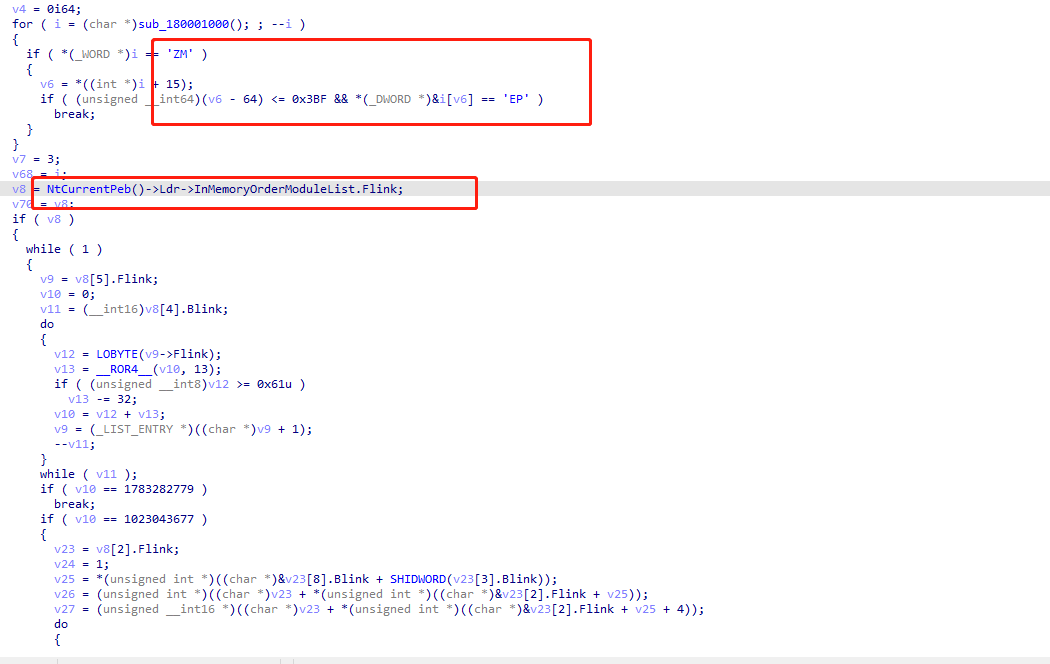 v4 = 0i64;
for ( i = (char *)sub_180001000(); ; --i )
{
if ( *(_WORD *)i == 'ZM' )
{
v6 = *((int *)i + 15);
if ( (unsigned __int64)(v6 - 64) <= 0x3BF && *(_DWORD *)&i[v6] == 'EP' )
break;
}
}
v7 = 3;
v68 = i;
v8 = NtCurrentPeb()->Ldr->InMemoryOrderModuleList.Flink;
v70 = v8;
if ( v8 )
{
while ( 1 )
{
v9 = v8[5].Flink;
v10 = 0;
v11 = (__int16)v8[4].Blink;
do
{
v12 = LOBYTE(v9->Flink);
v13 = __ROR4__(v10, 13);
if ( (unsigned __int8)v12 >= 0x61u )
v13 -= 32;
v10 = v12 + v13;
v9 = (_LIST_ENTRY *)((char *)v9 + 1);
--v11;
}
while ( v11 );
if ( v10 == 1783282779 )
break;
if ( v10 == 1023043677 )
{
v23 = v8[2].Flink;
v24 = 1;
v25 = *(unsigned int *)((char *)&v23[8].Blink + SHIDWORD(v23[3].Blink));
v26 = (unsigned int *)((char *)v23 + *(unsigned int *)((char *)&v23[2].Flink + v25));
v27 = (unsigned __int16 *)((char *)v23 + *(unsigned int *)((char *)&v23[2].Flink + v25 + 4));
do
{